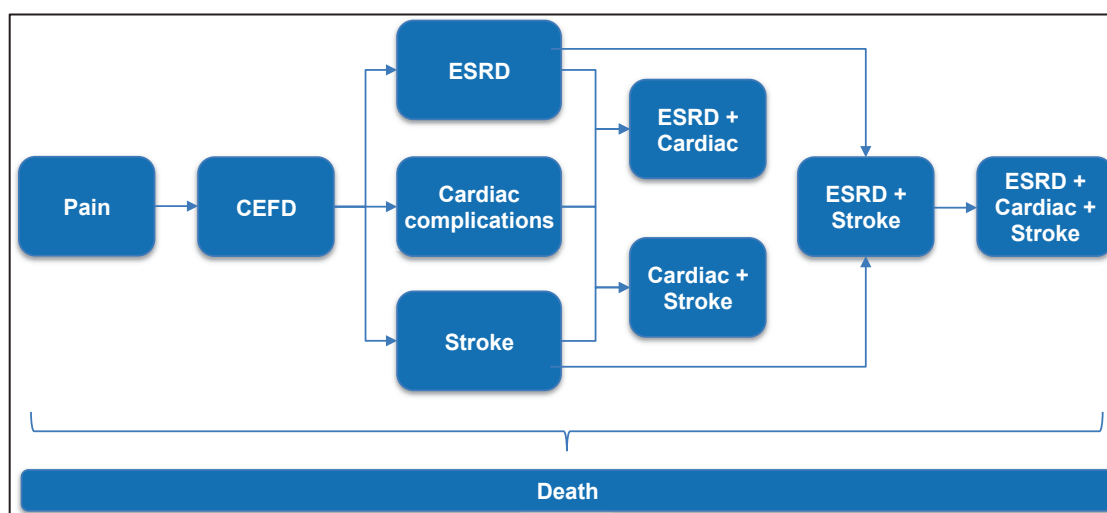 Pain
CEFD
ESRD
Cardiac
complications
Stroke
ESRD +
Cardiac
Cardiac +
Stroke
ESRD +
Stroke
ESRD +
Cardiac +
Stroke
Death